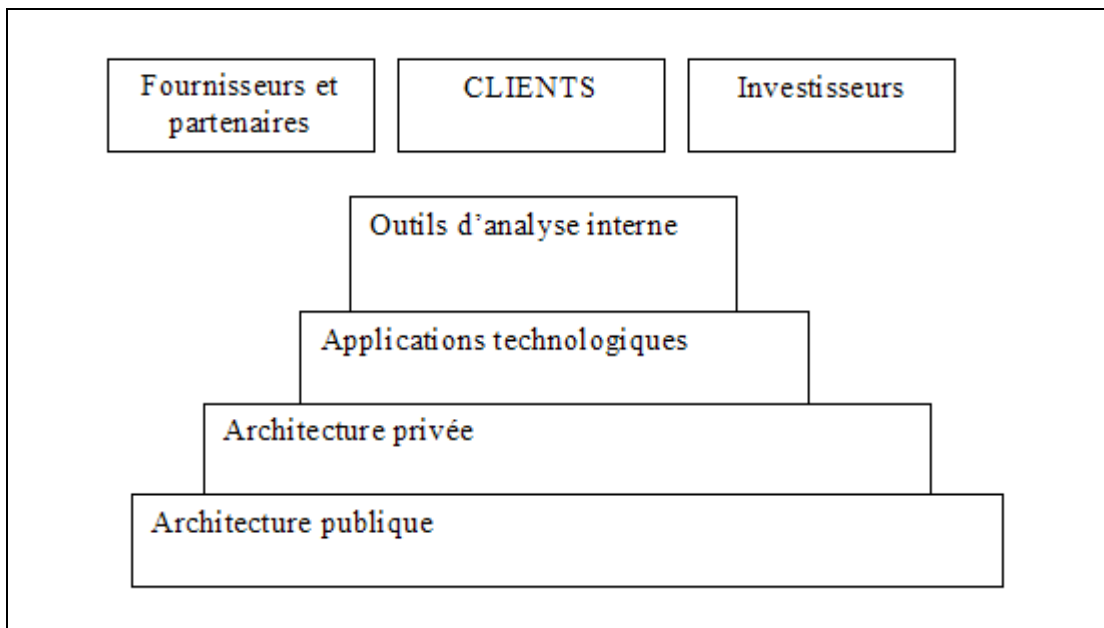 Fournisseurs et
partenaires
CLIENTS
Investisseurs
Outils d’analyse interne
Applications technologiques
Architecture privée
Architecture publique